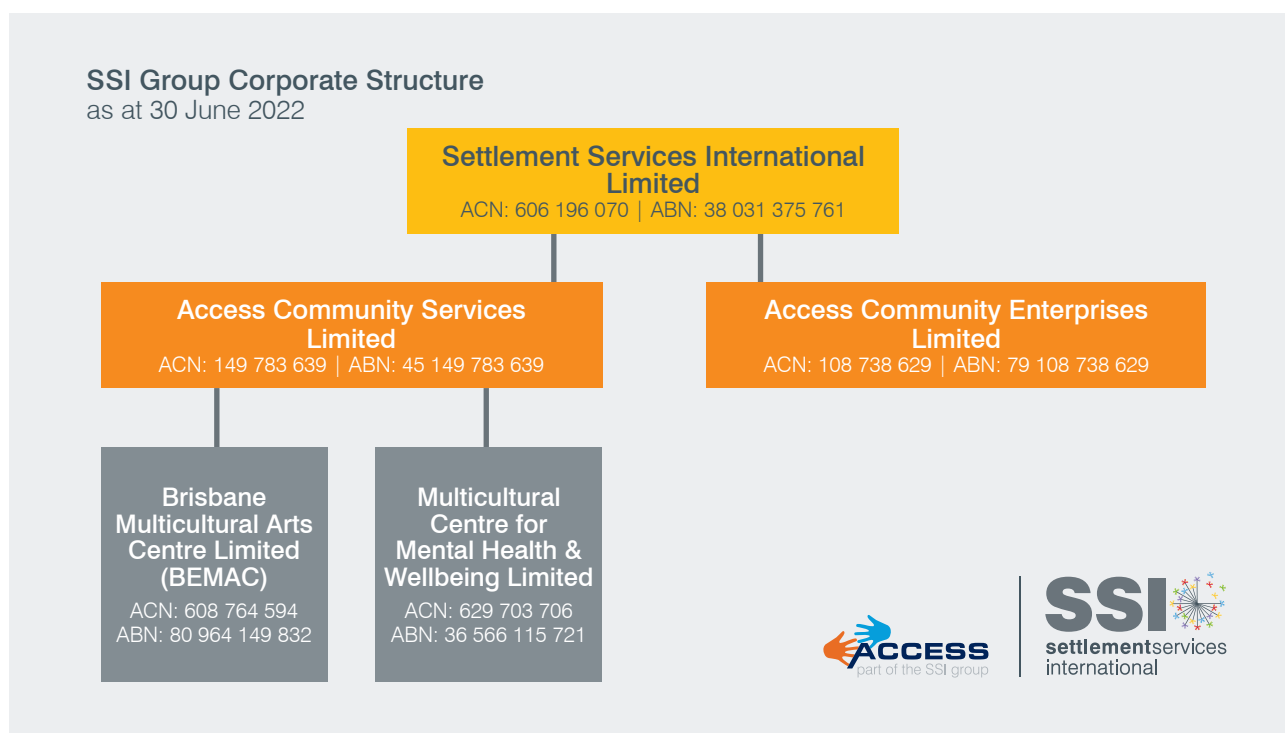 SSI Group Corporate Structure
as at 30 June 2022
Settlement Services International
Limited
ACN: 606 196 070 | ABN: 38 031 375 761
Access Community Services
Limited
ACN: 149 783 639 | ABN: 45 149 783 639
Access Community Enterprises
Limited
ACN: 108 738 629 | ABN: 79 108 738 629
Brisbane
Multicultural Arts
Centre Limited
(BEMAC)
ACN: 608 764 594
ABN: 80 964 149 832
Multicultural
Centre for
Mental Health &
Wellbeing Limited
ACN: 629 703 706
ABN: 36 566 115 721
ACCESS
part of the SSI group
SSI
settlementservices
international